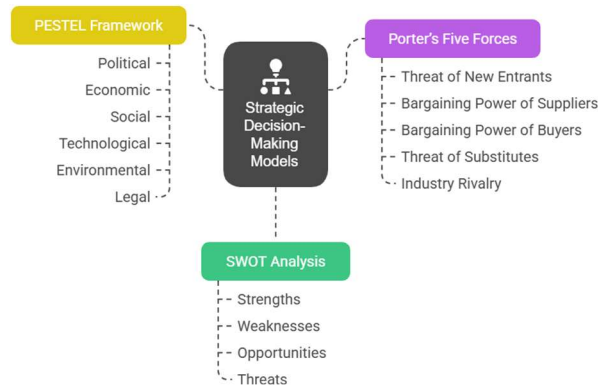 PESTEL Framework
Political
Economic
Social
Technological
Environmental
Legal
Strategic
Decision-
Making
Models
Porter's Five Forces
Threat of New Entrants
Bargaining Power of Suppliers
Bargaining Power of Buyers
Threat of Substitutes
Industry Rivalry
SWOT Analysis
Strengths
Weaknesses
Opportunities
Threats